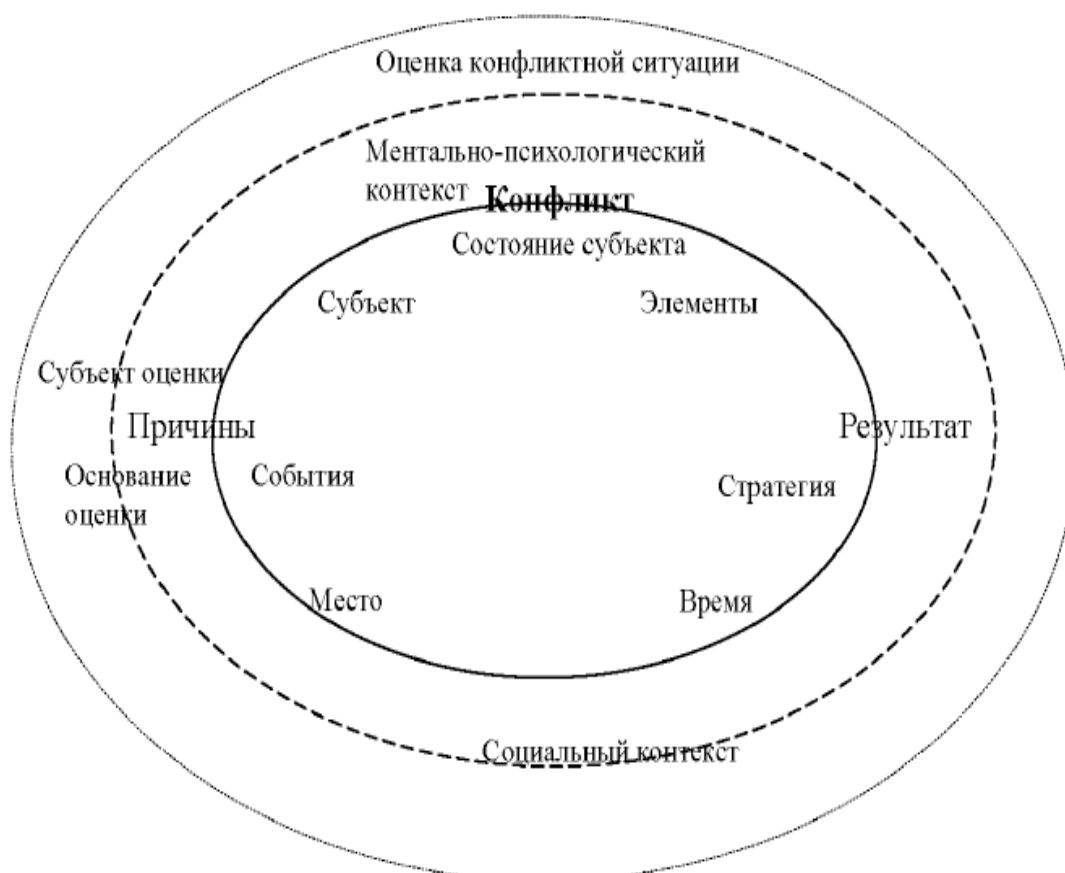 Оценка конфликтной ситуации
Ментально-психологический
контекст
Конфликт
Состояние субъекта
Субъект
Элементы
Субъект оценки
Причины
Результат
Основание
оценки
События
Стратегия
Место
Время
Социальный контекст